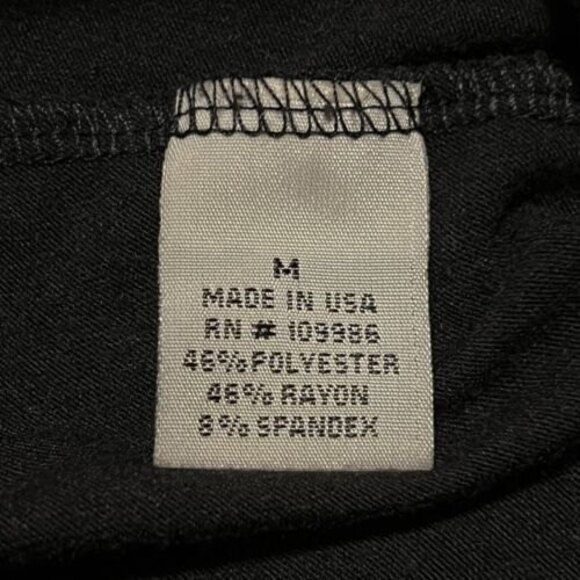 M
MADE IN USA
RN # 109986
46%POLYESTER
46% RAYON
8% SPANDEX